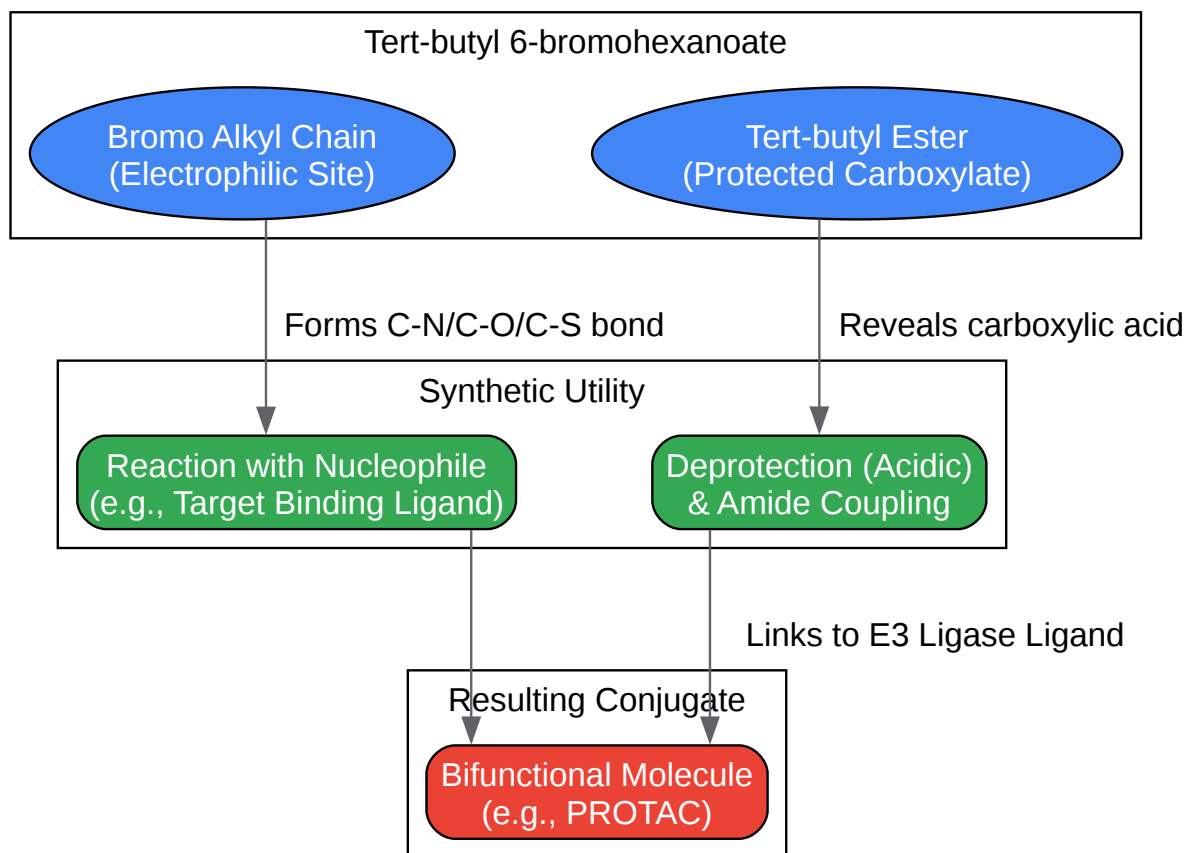 Tert-butyl 6-bromohexanoate
Bromo Alkyl Chain
(Electrophilic Site)
Tert-butyl Ester
(Protected Carboxylate)
Forms C-N/C-O/C-S bond
Reveals carboxylic acid
Synthetic Utility
Reaction with Nucleophile
(e.g., Target Binding Ligand)
Deprotection (Acidic)
& Amide Coupling
Links to E3 Ligase Ligand
Resulting Conjugate
Bifunctional Molecule
(e.g., PROTAC)